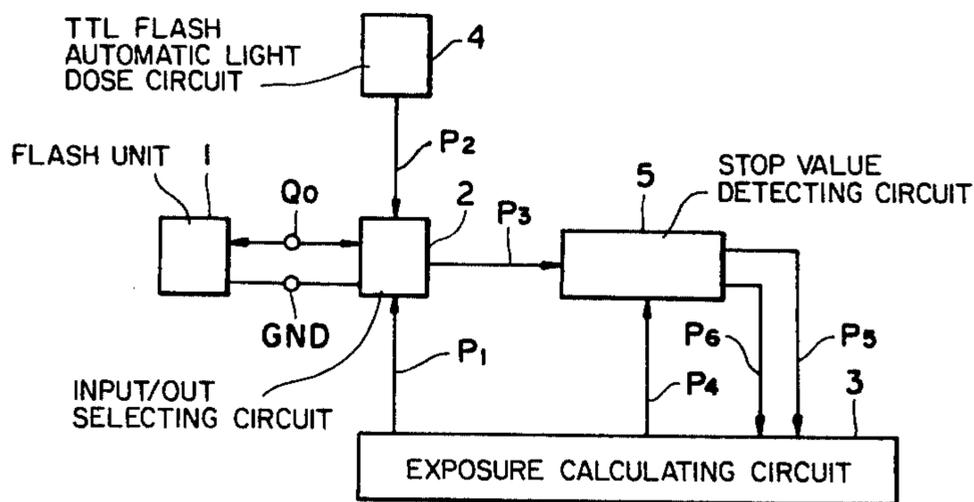 TTL FLASH
AUTOMATIC LIGHT
DOSE CIRCUIT
4
P2
FLASH UNIT
1
Q0
2
P3
5
STOP VALUE
DETECTING CIRCUIT
GND
P1
INPUT/OUT
SELECTING CIRCUIT
P4
P6
P5
3
EXPOSURE CALCULATING CIRCUIT